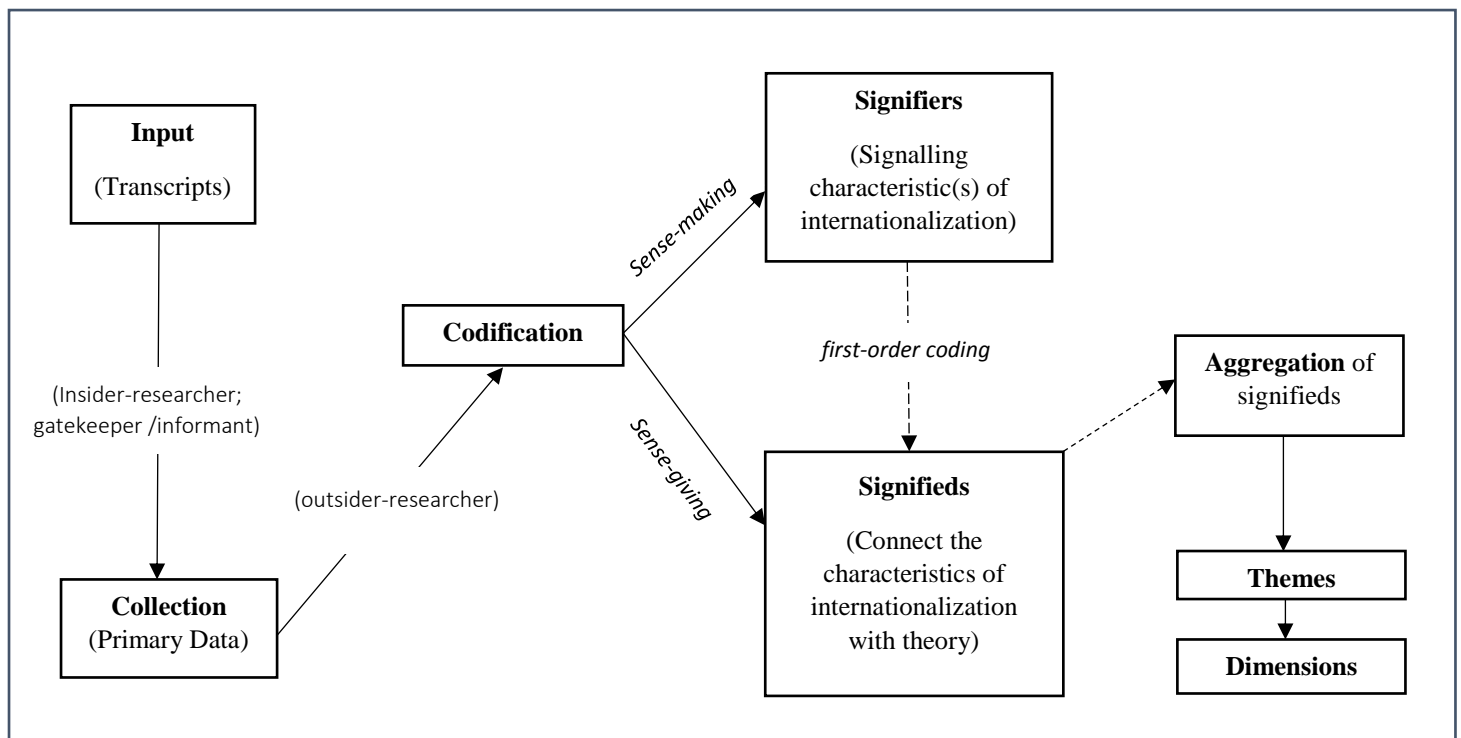 Input
(Transcripts)
(Insider-researcher;
gatekeeper /informant)
Collection
(Primary Data)
(outsider-researcher)
Codification
Sense-making
Sense-giving
Signifiers
(Signalling
characteristic(s) of
internationalization)
first-order coding
Signifieds
(Connect the
characteristics of
internationalization
with theory)
Aggregation of
signifieds
Themes
Dimensions